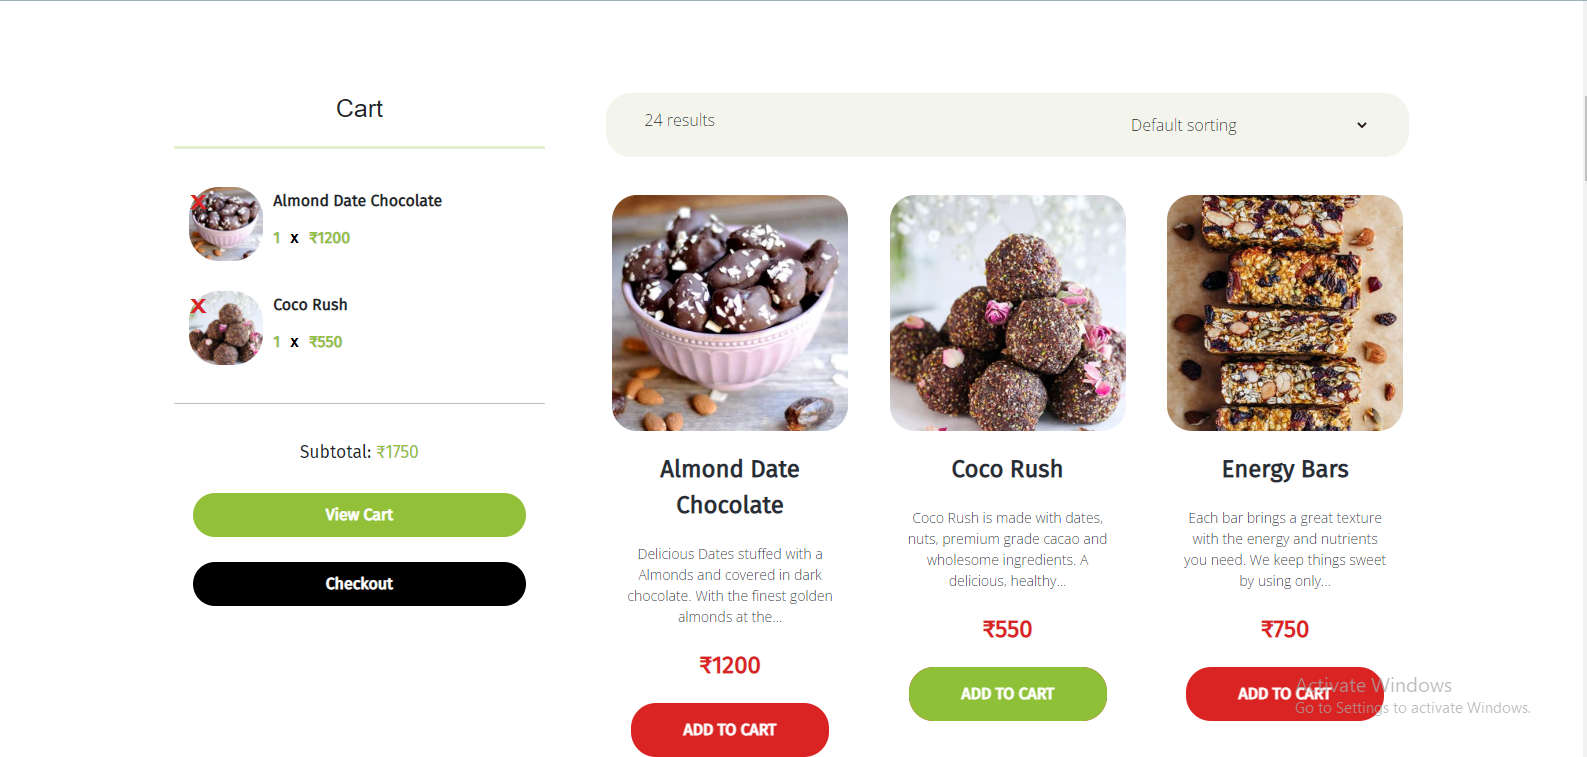 Cart
X
Almond Date Chocolate
1 x ₹1200
X
Coco Rush
1 x ₹550
Subtotal: ₹1750
View Cart
Checkout
24 results
Default sorting
Almond Date
Chocolate
Delicious Dates stuffed with a
Almonds and covered in dark
chocolate. With the finest golden
almonds at the...
₹1200
ADD TO CART
Coco Rush
Coco Rush is made with dates,
nuts, premium grade cacao and
wholesome ingredients. A
delicious, healthy...
₹550
ADD TO CART
Energy Bars
Each bar brings a great texture
with the energy and nutrients
you need. We keep things sweet
by using only...
₹750
ADD TO CART
Activate Windows
Go to Settings to activate Windows.